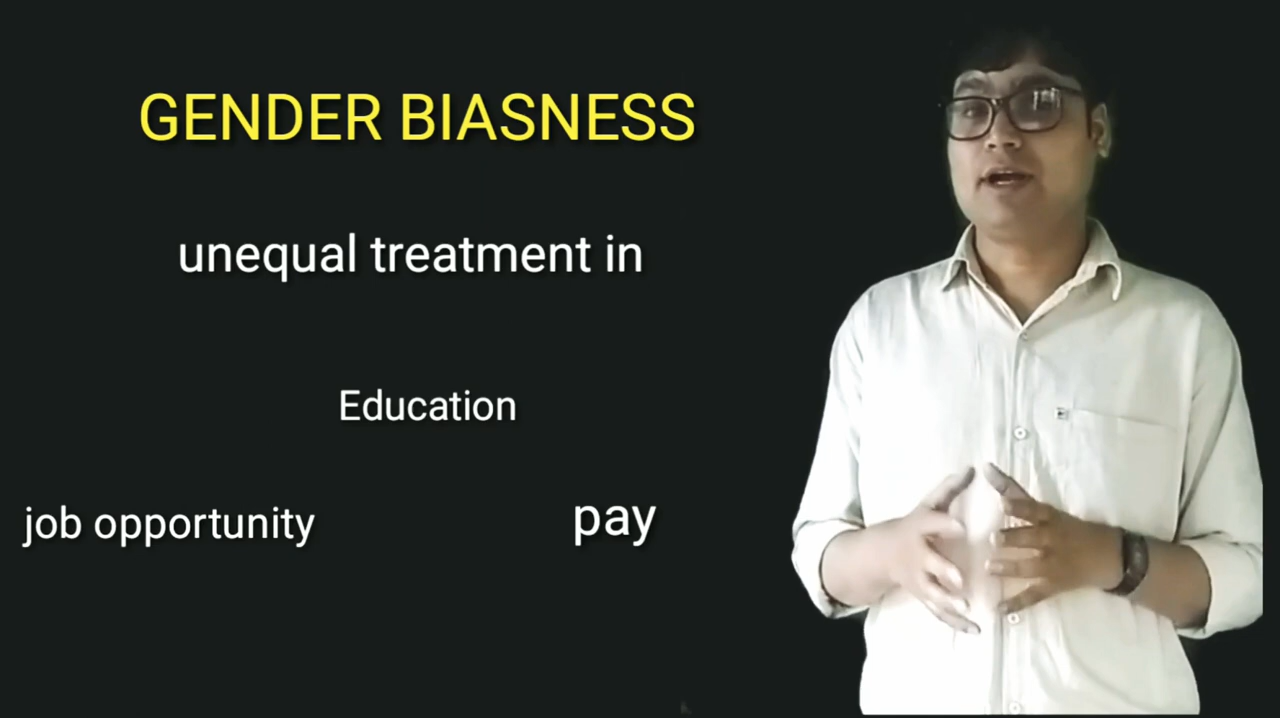 GENDER BIASNESS
unequal treatment in
Education
job opportunity
pay